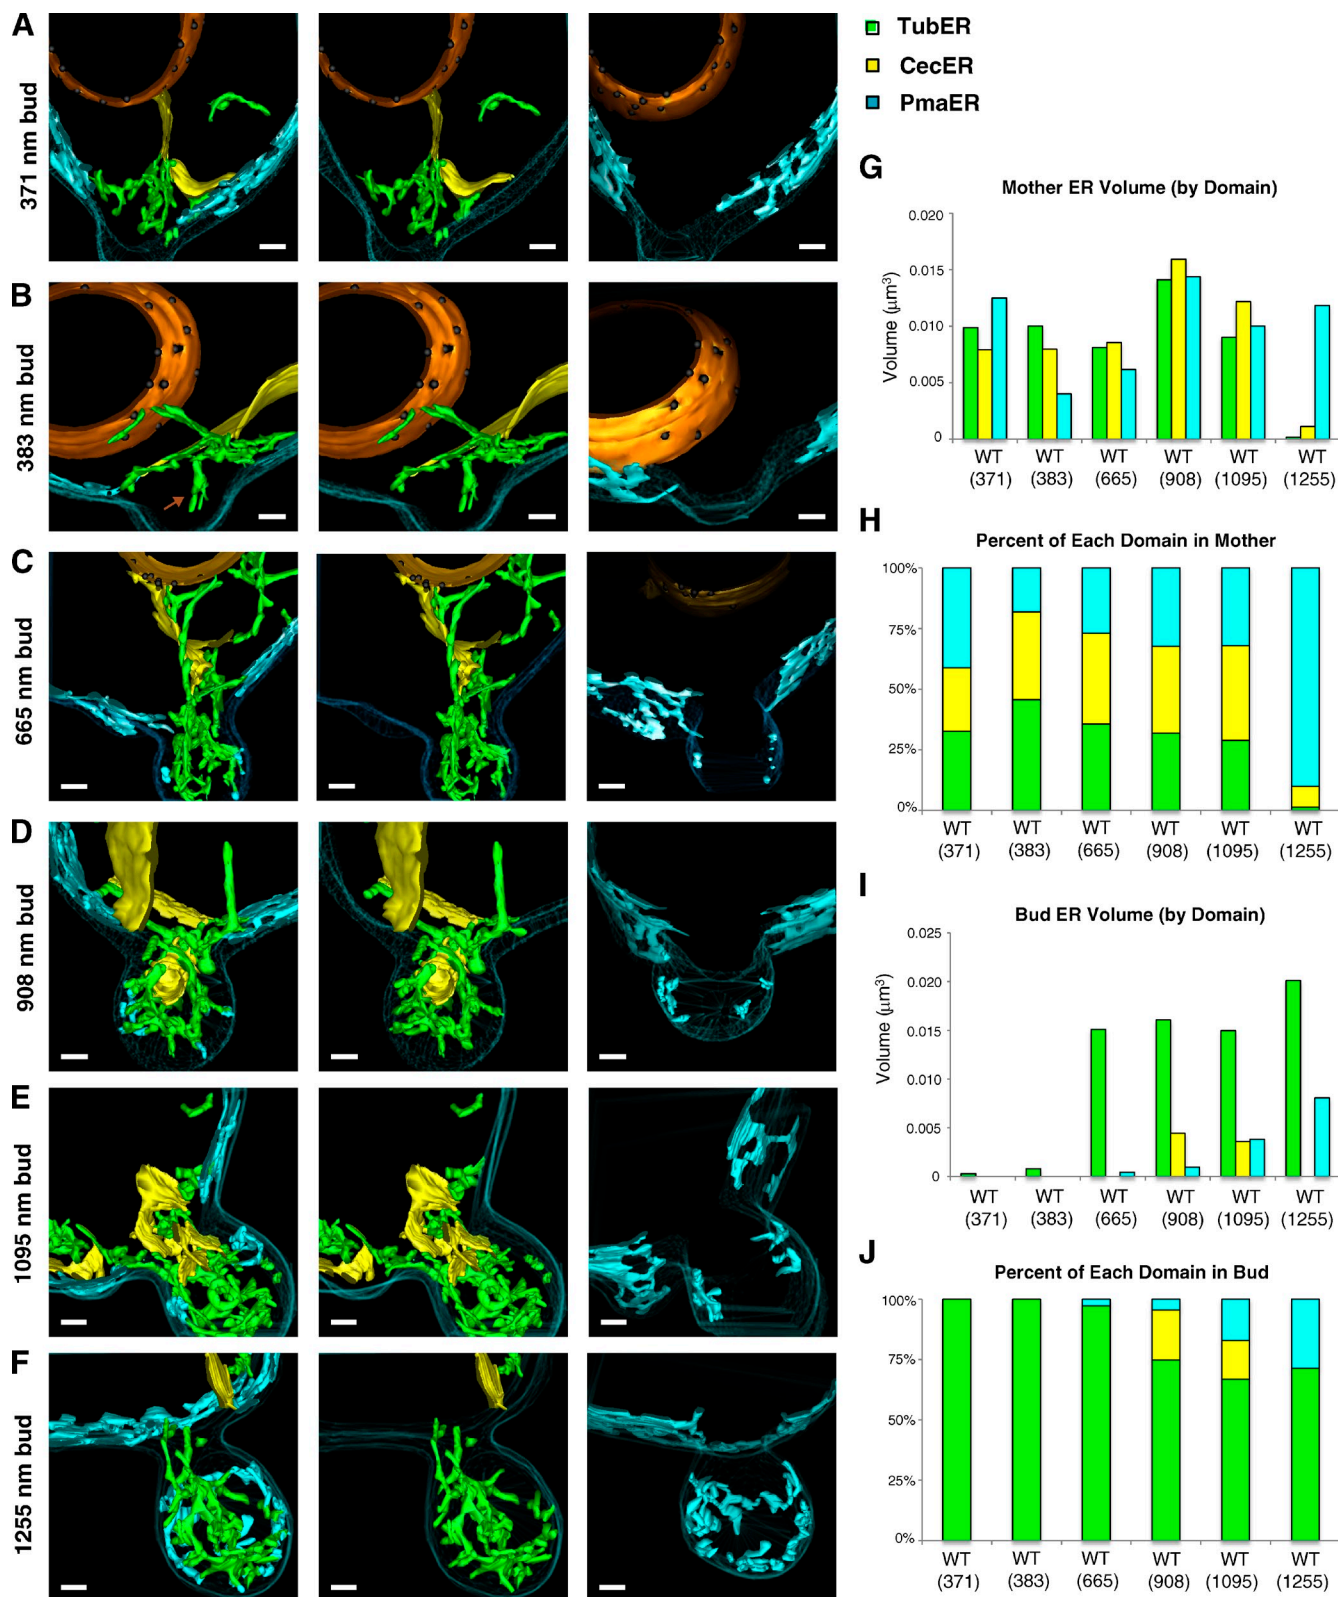 A
371 nm bud
B
383 nm bud
C
665 nm bud
D
908 nm bud
E
1095 nm bud
F
1255 nm bud
TubER
CecER
PmaER
G
Mother ER Volume (by Domain)
Volume (μm³)
0.020
0.015
0.010
0.005
0
WT WT WT WT WT WT
(371) (383) (665) (908) (1095) (1255)
H
Percent of Each Domain in Mother
100%
75%
50%
25%
0%
WT WT WT WT WT WT
(371) (383) (665) (908) (1095) (1255)
I
Bud ER Volume (by Domain)
Volume (μm³)
0.025
0.020
0.015
0.010
0.005
0
WT WT WT WT WT WT
(371) (383) (665) (908) (1095) (1255)
J
Percent of Each Domain in Bud
100%
75%
50%
25%
0%
WT WT WT WT WT WT
(371) (383) (665) (908) (1095) (1255)